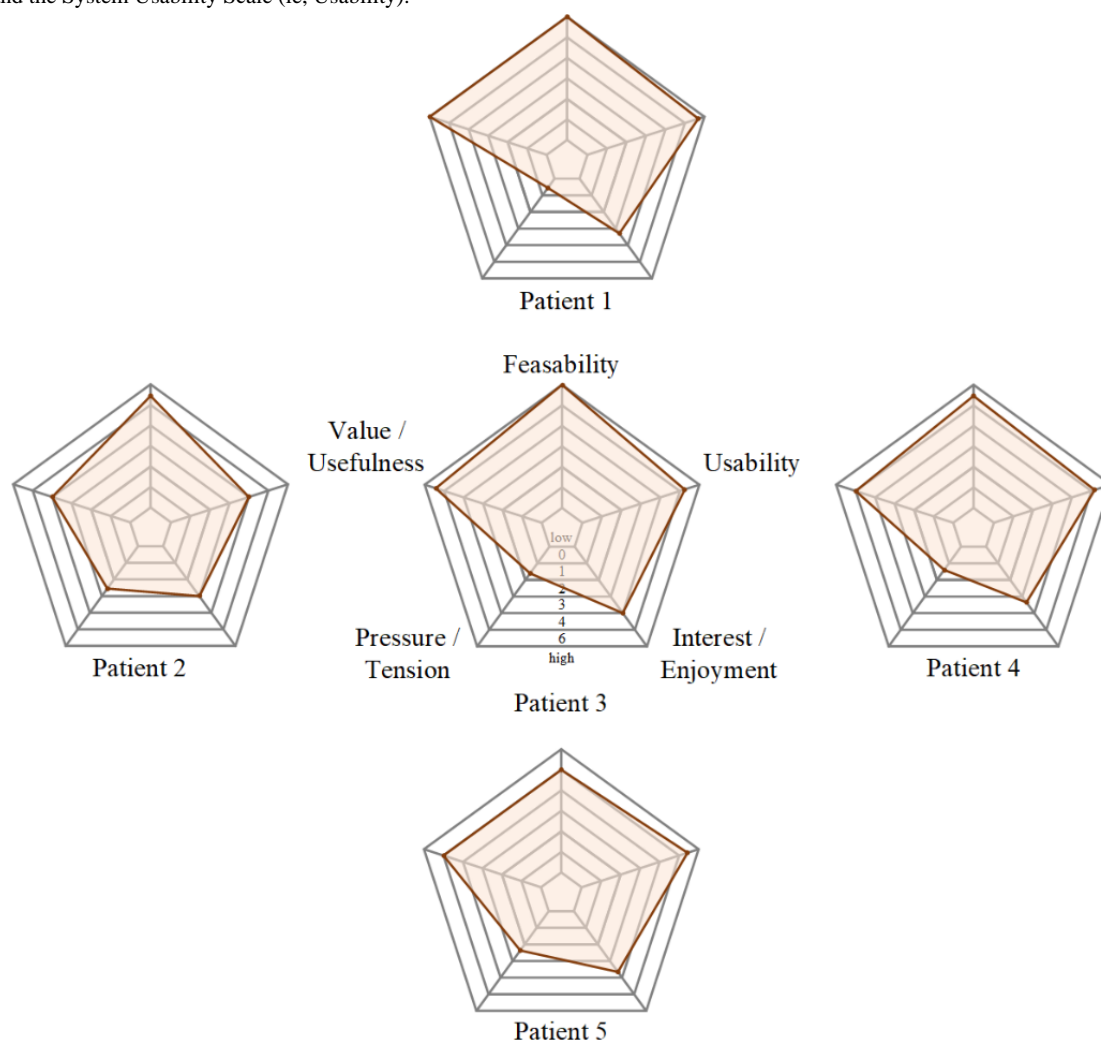 nd the System Usability Scale (ie, Usability).
Patient 1
Feasability
Value /
Usefulness
Usability
low
0
1
2
3
4
6
high
Pressure /
Tension
Interest /
Enjoyment
Patient 2
Patient 3
Patient 4
Patient 5